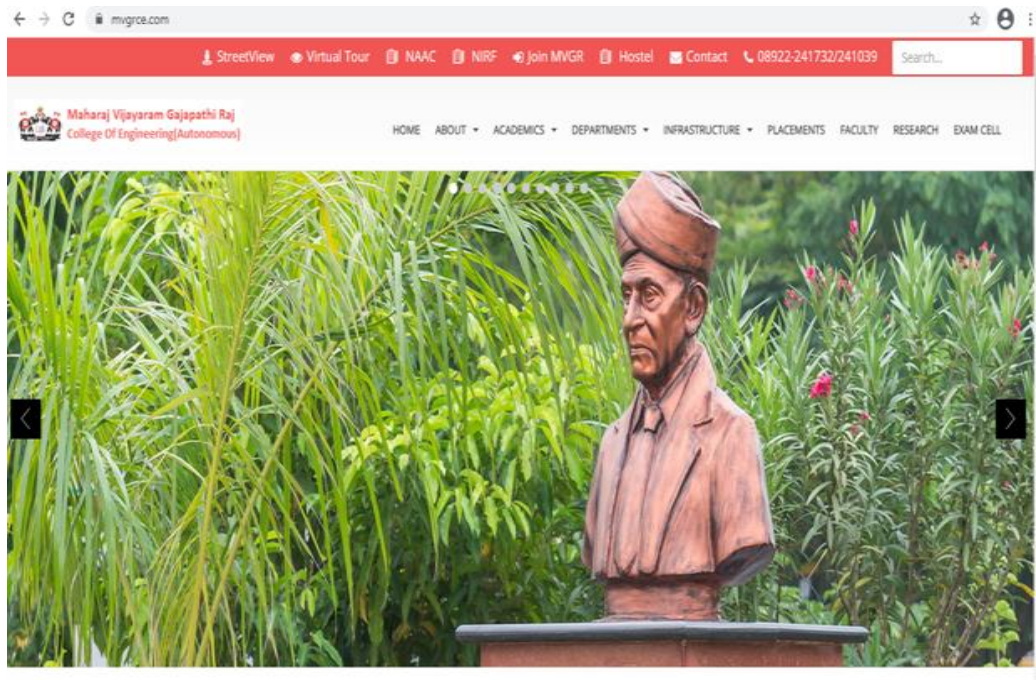 mvgrce.com
StreetView Virtual Tour NAAC NIRF Join MVGR Hostel Contact 08922-241732/241039 Search...
Maharaj Vijayaram Gajapathi Raj
College Of Engineering(Autonomous)
HOME ABOUT ACADEMICS DEPARTMENTS INFRASTRUCTURE PLACEMENTS FACULTY RESEARCH EXAM CELL